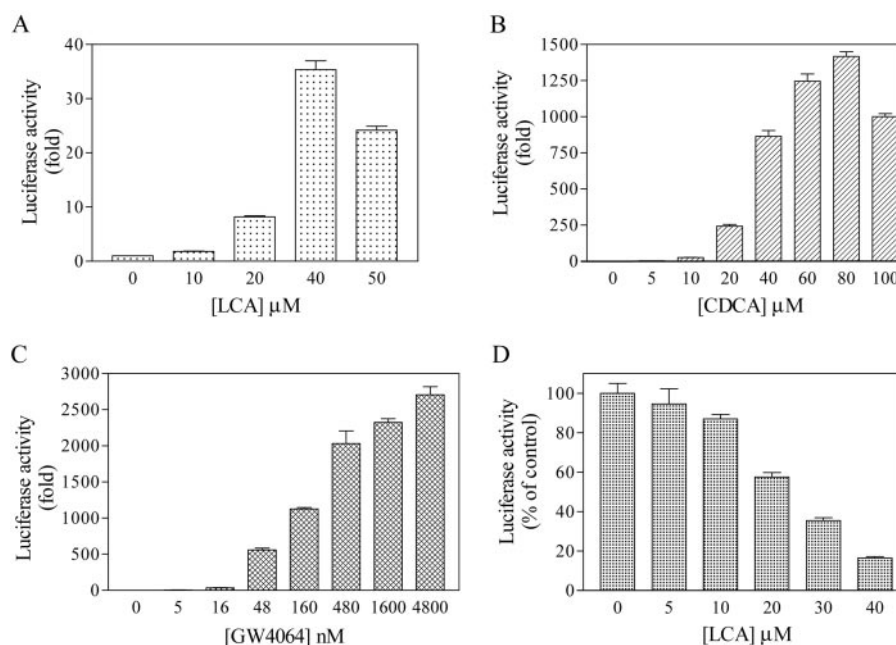 A
Luciferase activity
(fold)
40
30
20
10
0
0 10 20 40 50
[LCA] μM
B
Luciferase activity
(fold)
1500
1250
1000
750
500
250
0
0 5 10 20 40 60 80 100
[CDCA] μM
C
Luciferase activity
(fold)
3000
2500
2000
1500
1000
500
0
0 5 16 48 160 480 1600 4800
[GW4064] nM
D
Luciferase activity
(% of control)
100
80
60
40
20
0
0 5 10 20 30 40
[LCA] μM